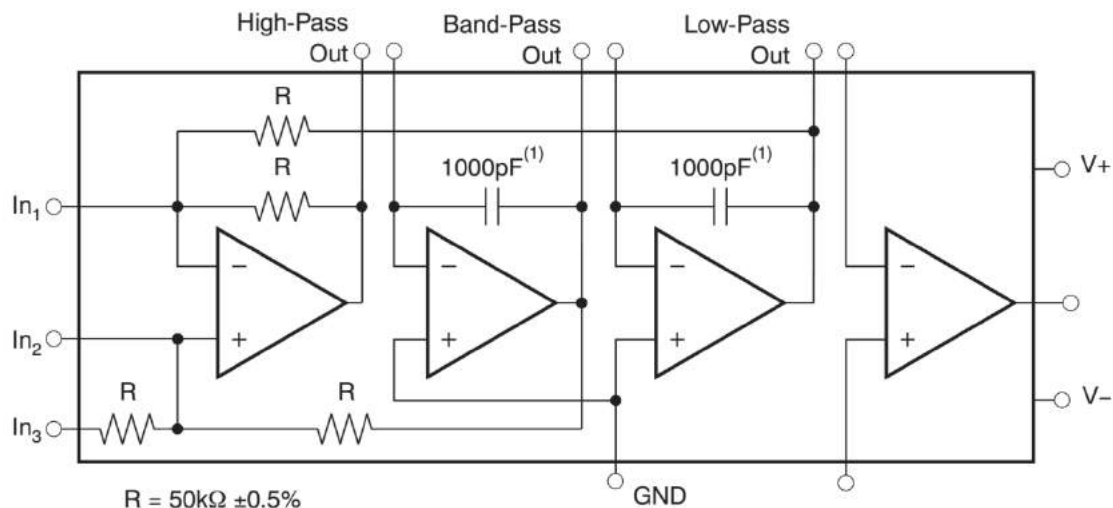 High-Pass
Out
Band-Pass
Out
Low-Pass
Out
R
R
1000pF(1)
1000pF(1)
V+
In1
−
+
−
+
−
+
−
+
In2
R
R
V−
In3
GND
R = 50kΩ ±0.5%